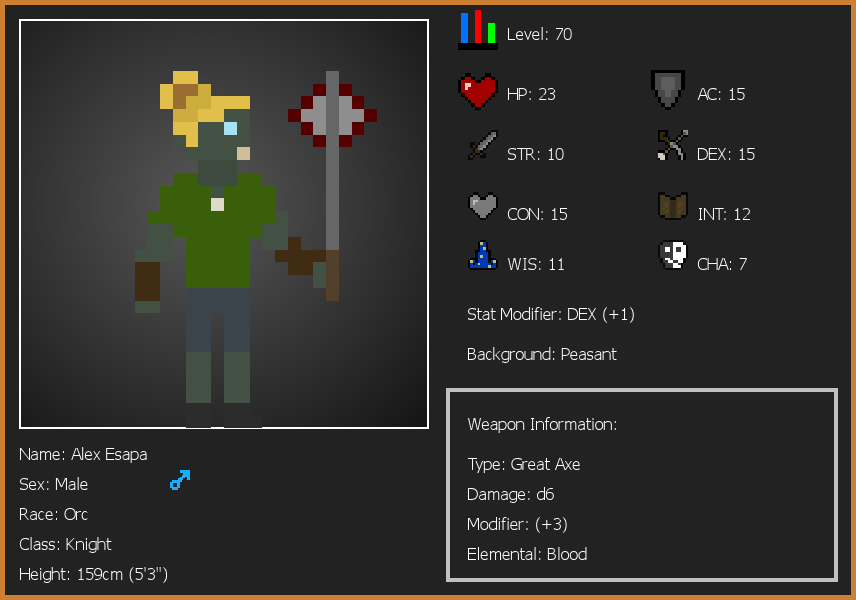 Level: 70
HP: 23
AC: 15
STR: 10
DEX: 15
CON: 15
INT: 12
WIS: 11
CHA: 7
Stat Modifier: DEX (+1)
Background: Peasant
Weapon Information:
Type: Great Axe
Damage: d6
Modifier: (+3)
Elemental: Blood
Name: Alex Esapa
Sex: Male
Race: Orc
Class: Knight
Height: 159cm (5'3")